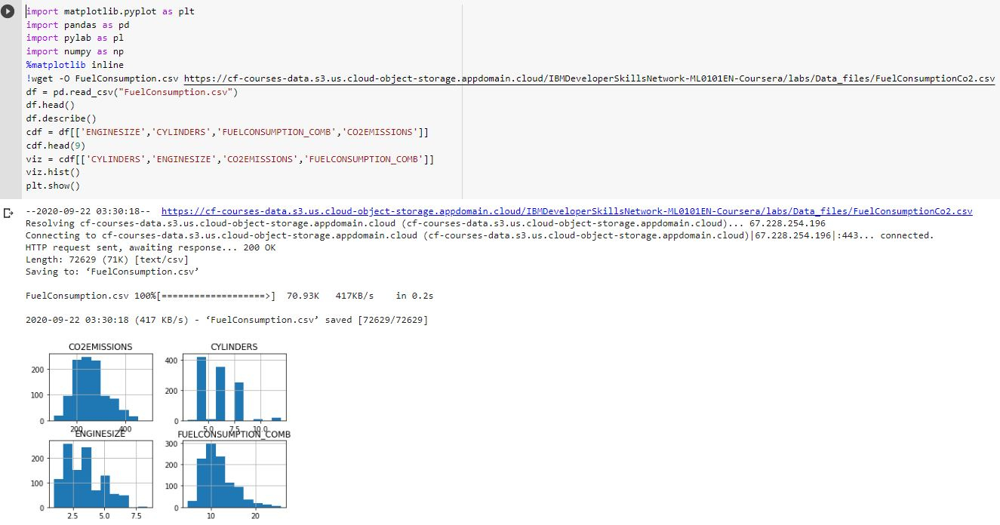 import matplotlib.pyplot as plt
import pandas as pd
import pylab as pl
import numpy as np
%matplotlib inline
!wget -O FuelConsumption.csv https://cf-courses-data.s3.us.cloud-object-storage.appdomain.cloud/IBMDeveloperSkillsNetwork-ML0101EN-Coursera/labs/Data_files/FuelConsumptionCo2.csv
df = pd.read_csv("FuelConsumption.csv")
df.head()
df.describe()
cdf = df[['ENGINESIZE','CYLINDERS','FUELCONSUMPTION_COMB','CO2EMISSIONS']]
cdf.head(9)
viz = cdf[['CYLINDERS','ENGINESIZE','CO2EMISSIONS','FUELCONSUMPTION_COMB']]
viz.hist()
plt.show()
--2020-09-22 03:30:18--  https://cf-courses-data.s3.us.cloud-object-storage.appdomain.cloud/IBMDeveloperSkillsNetwork-ML0101EN-Coursera/labs/Data_files/FuelConsumptionCo2.csv
Resolving cf-courses-data.s3.us.cloud-object-storage.appdomain.cloud (cf-courses-data.s3.us.cloud-object-storage.appdomain.cloud)... 67.228.254.196
Connecting to cf-courses-data.s3.us.cloud-object-storage.appdomain.cloud (cf-courses-data.s3.us.cloud-object-storage.appdomain.cloud)|67.228.254.196|:443... connected.
HTTP request sent, awaiting response... 200 OK
Length: 72629 (71K) [text/csv]
Saving to: ‘FuelConsumption.csv’
FuelConsumption.csv 100%[===================>]  70.93K   417KB/s    in 0.2s
2020-09-22 03:30:18 (417 KB/s) - ‘FuelConsumption.csv’ saved [72629/72629]
CO2EMISSIONS
200
100
0
200 400
CYLINDERS
400
200
0
5.0 7.5 10.0
ENGINESIZE
200
100
0
2.5 5.0 7.5
FUELCONSUMPTION_COMB
300
200
100
0
10 20